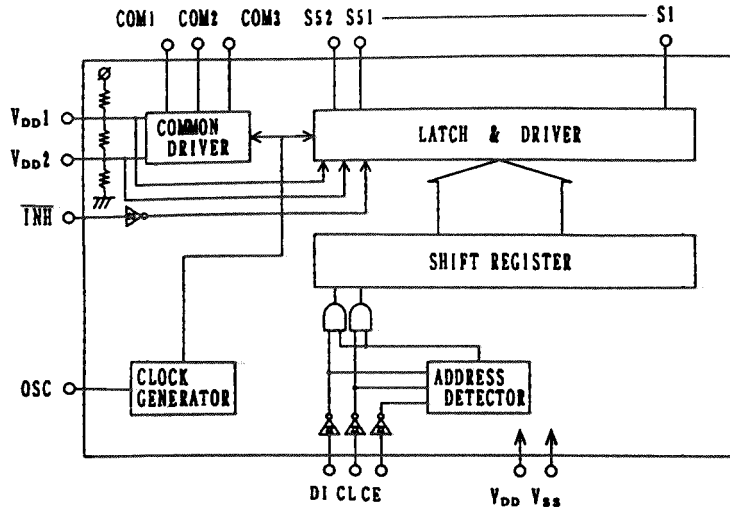 COM1 COM2 COM3 S52 S51 S1
VDD1
COMMON
DRIVER
LATCH & DRIVER
VDD2
INH
SHIFT REGISTER
OSC
CLOCK
GENERATOR
ADDRESS
DETECTOR
DI CL CE VDD VSS